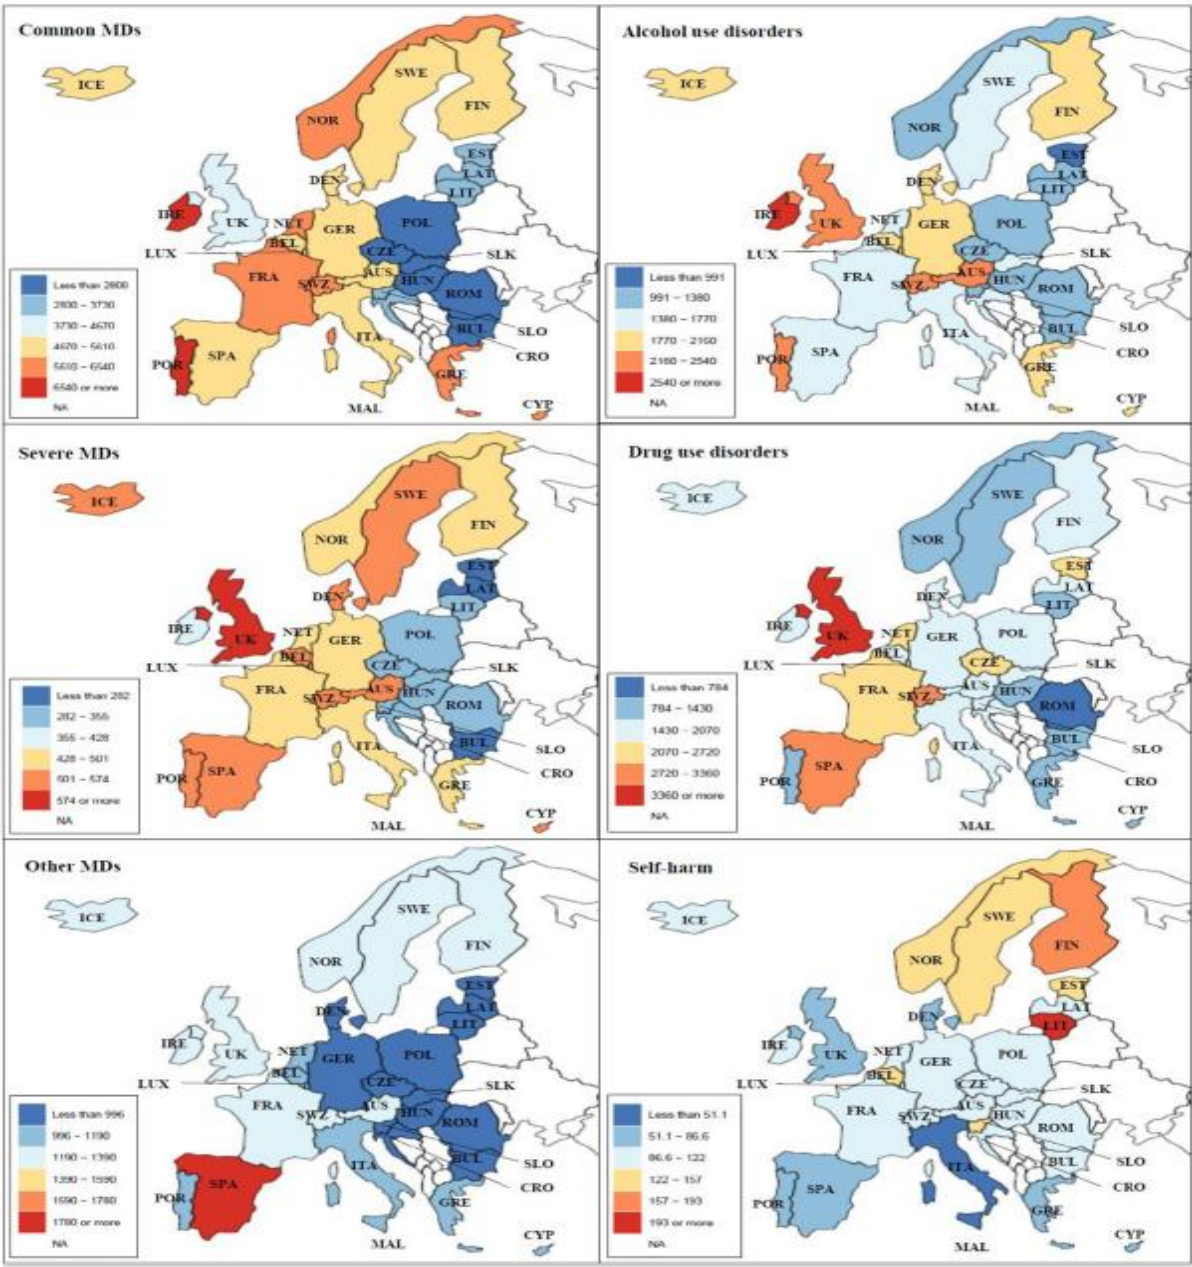 Common MDs
ICE
SWE
NOR
FIN
EST
LAT
DEN
LIT
IRE
UK
NET
GER
POL
BEL
LUX
CZE
SLK
FRA
AUS
SWZ
HUN
ROM
BUL
SLO
ITA
CRO
POR
SPA
GRE
MAL
CYP
Less than 2800
2800 – 3730
3730 – 4670
4670 – 5610
5610 – 6540
6540 or more
NA
Alcohol use disorders
ICE
SWE
NOR
FIN
EST
LAT
DEN
LIT
IRE
UK
NET
GER
POL
BEL
LUX
CZE
SLK
FRA
AUS
SWZ
HUN
ROM
BUL
SLO
ITA
CRO
POR
SPA
GRE
MAL
CYP
Less than 991
991 – 1380
1380 – 1770
1770 – 2160
2160 – 2540
2540 or more
NA
Severe MDs
ICE
SWE
NOR
FIN
EST
LAT
DEN
LIT
IRE
UK
NET
GER
POL
BEL
LUX
CZE
SLK
FRA
AUS
SWZ
HUN
ROM
BUL
SLO
ITA
CRO
POR
SPA
GRE
MAL
CYP
Less than 282
282 – 355
355 – 428
428 – 501
501 – 574
574 or more
NA
Drug use disorders
ICE
SWE
NOR
FIN
EST
LAT
DEN
LIT
IRE
UK
NET
GER
POL
BEL
LUX
CZE
SLK
FRA
AUS
SWZ
HUN
ROM
BUL
SLO
ITA
CRO
POR
SPA
GRE
MAL
CYP
Less than 784
784 – 1430
1430 – 2070
2070 – 2720
2720 – 3360
3360 or more
NA
Other MDs
ICE
SWE
NOR
FIN
EST
LAT
DEN
LIT
IRE
UK
NET
GER
POL
BEL
LUX
CZE
SLK
FRA
AUS
SWZ
HUN
ROM
BUL
SLO
ITA
CRO
POR
SPA
GRE
MAL
CYP
Less than 996
996 – 1190
1190 – 1390
1390 – 1590
1590 – 1780
1780 or more
NA
Self-harm
ICE
SWE
NOR
FIN
EST
LAT
DEN
LIT
IRE
UK
NET
GER
POL
BEL
LUX
CZE
SLK
FRA
AUS
SWZ
HUN
ROM
BUL
SLO
ITA
CRO
POR
SPA
GRE
MAL
CYP
Less than 51.1
51.1 – 86.6
86.6 – 122
122 – 157
157 – 193
193 or more
NA